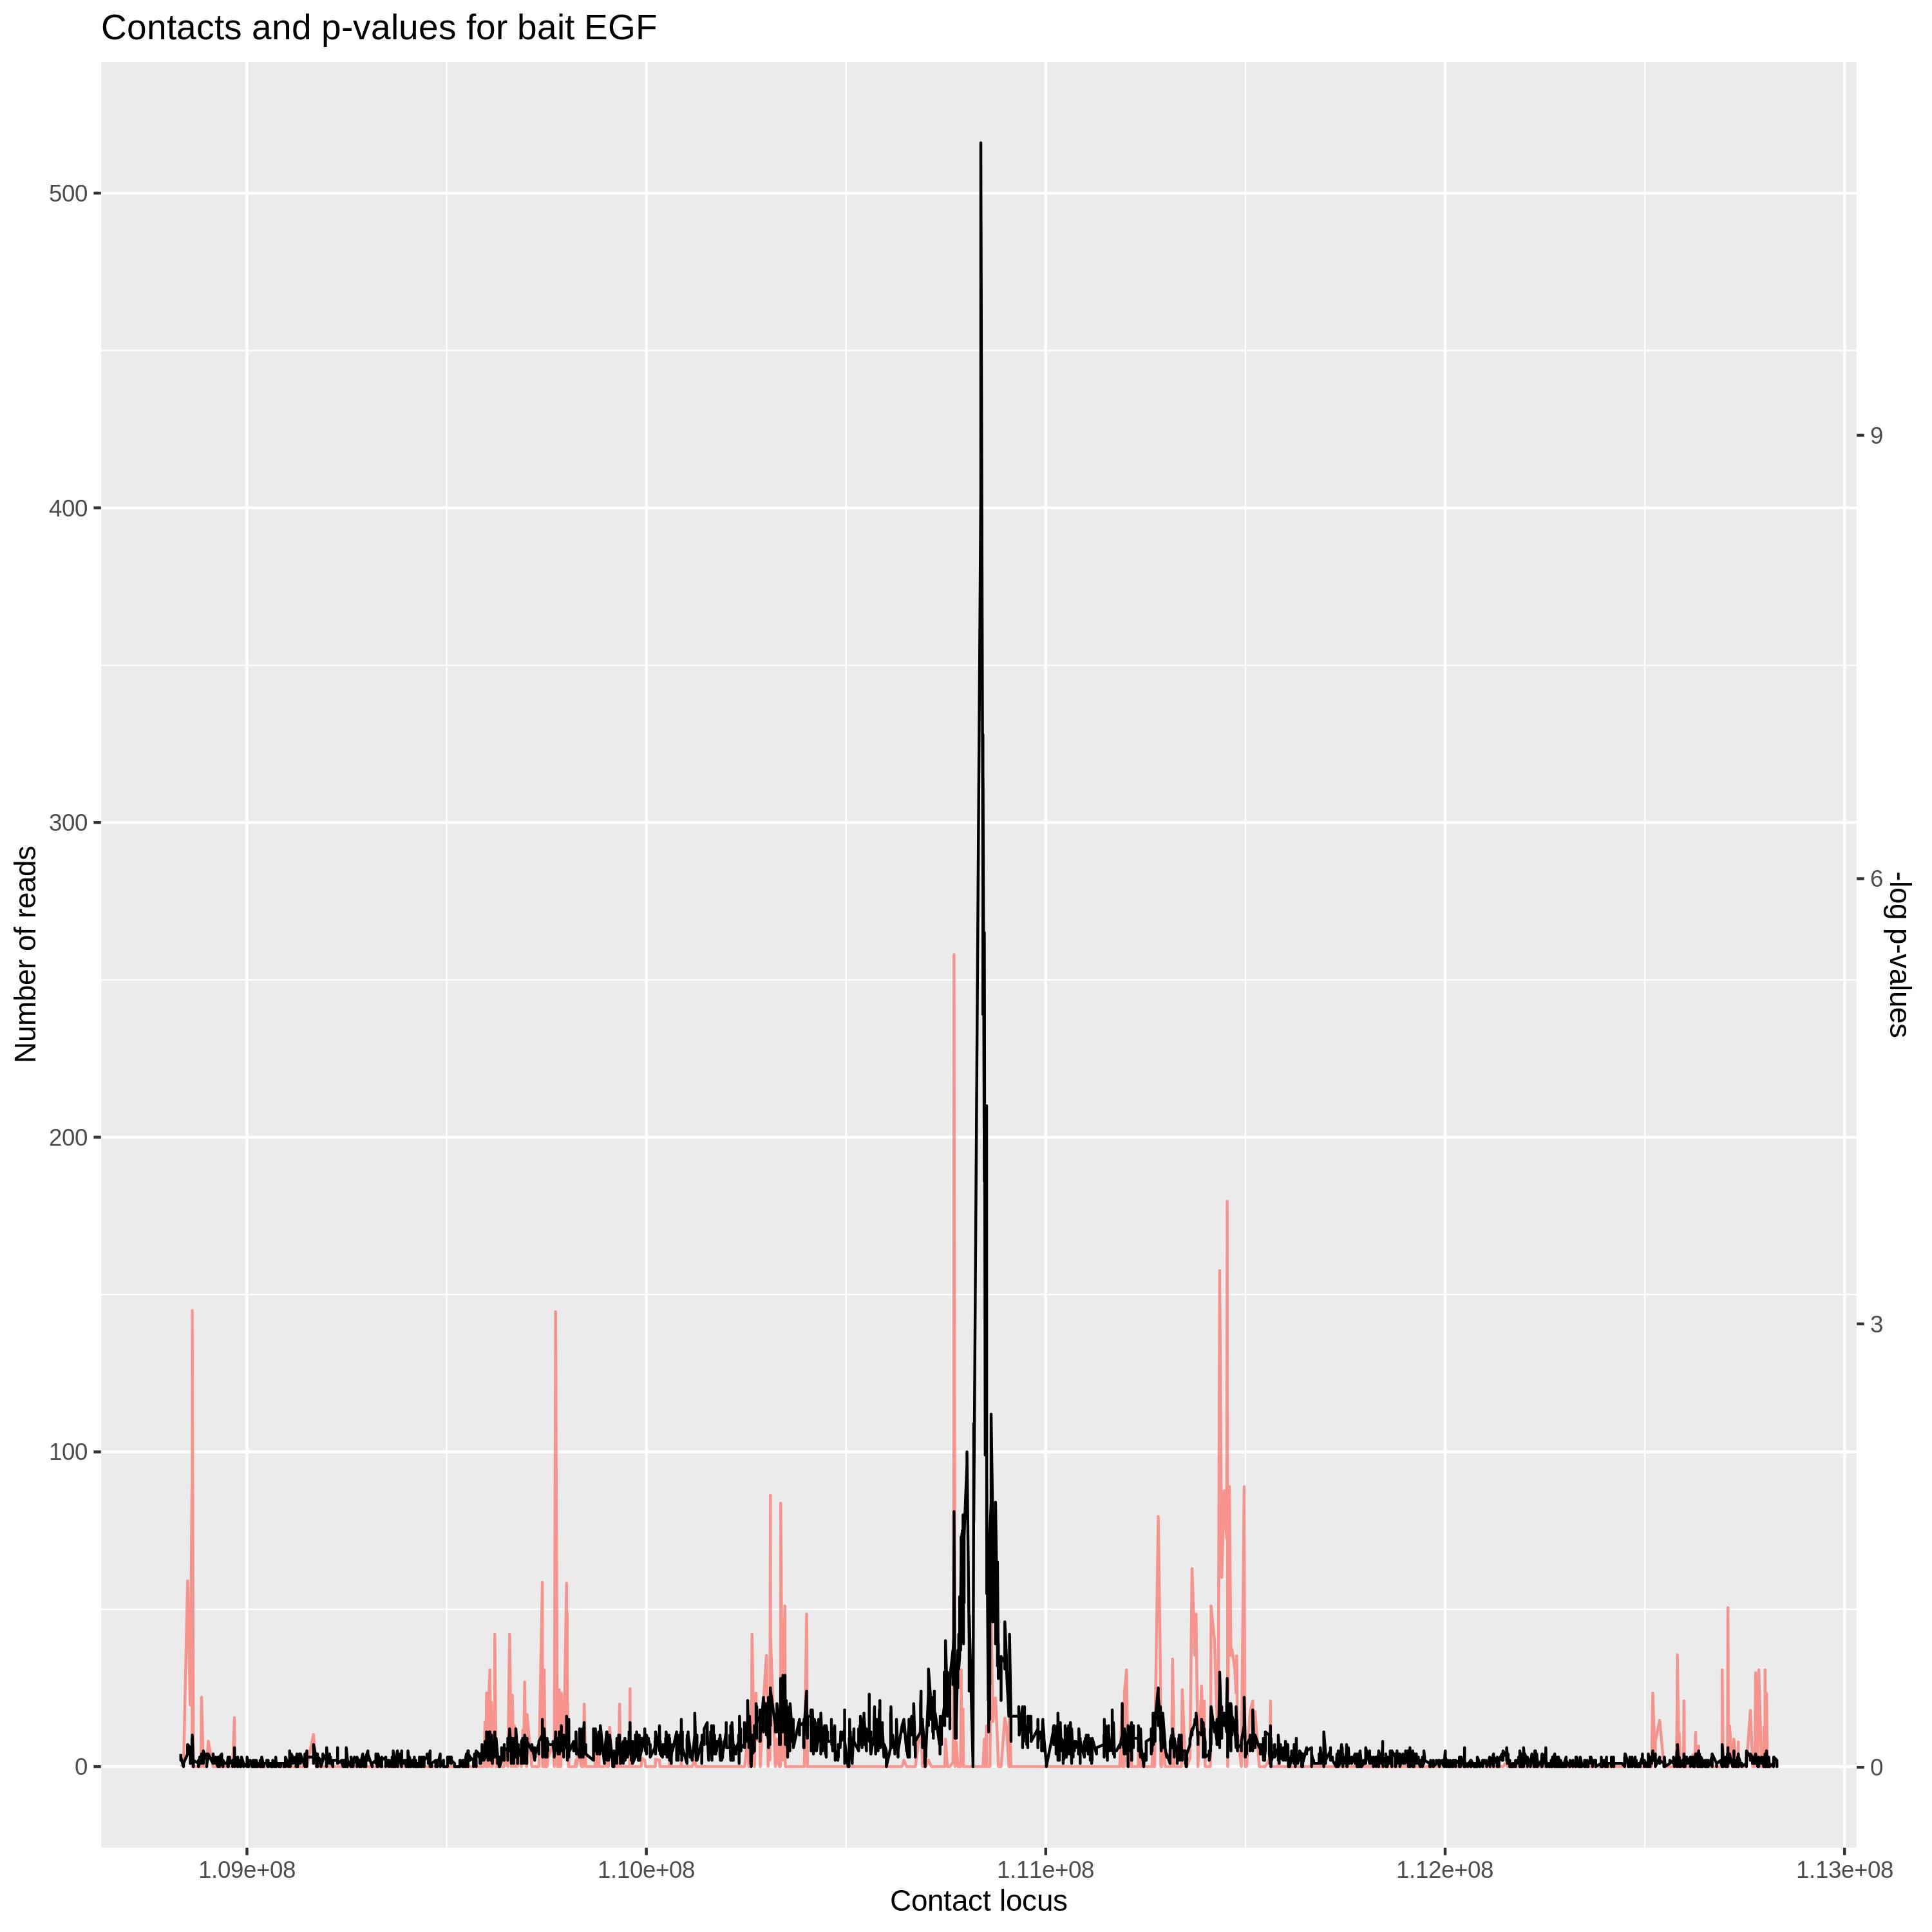 Contacts and p-values for bait EGF
500
400
300
200
100
0
Number of reads
9
6
3
0
-log p-values
1.09e+08
1.10e+08
1.11e+08
1.12e+08
1.13e+08
Contact locus